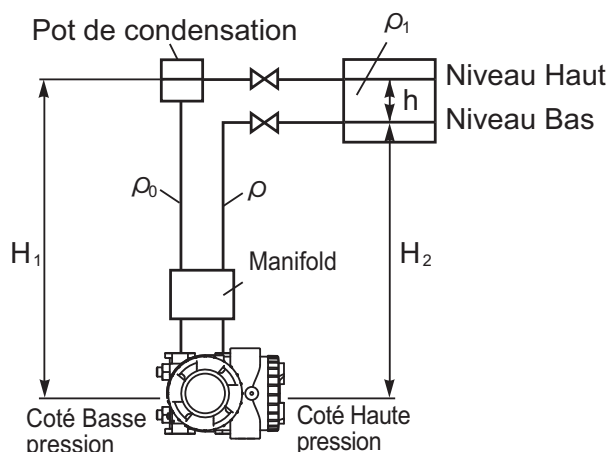 Pot de condensation
ρ₁
Niveau Haut
h
Niveau Bas
ρ₀
ρ
H₁
Manifold
H₂
Coté Basse
pression
Coté Haute
pression